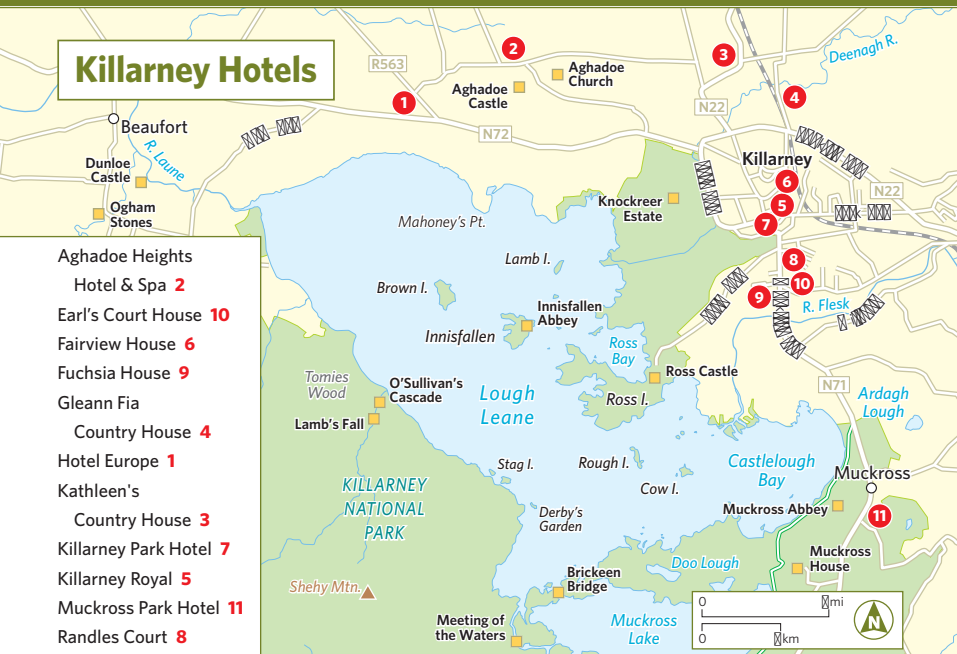 Killarney Hotels
R563
2
3
Deenagh R.
Aghadoe
Church
Aghadoe
Castle
4
1
N22
N72
Beaufort
R. Laune
Killarney
Dunloe
Castle
6
N22
Knockreer
Estate
5
Ogham
Stones
7
Mahoney's Pt.
Lamb I.
8
Brown I.
10
9
R. Flesk
Innisfallen
Abbey
Innisfallen
Ross
Bay
Ross Castle
Tomies
Wood
O'Sullivan's
Cascade
N71
Ardagh
Lough
Lough
Leane
Ross I.
Lamb's Fall
Stag I.
Rough I.
Castlelough
Bay
Muckross
KILLARNEY
NATIONAL
PARK
Cow I.
Derby's
Garden
Muckross Abbey
11
Doo Lough
Muckross
House
Shehy Mtn.
Brickeen
Bridge
Meeting of
the Waters
Muckross
Lake
0
mi
0
km
N
Aghadoe Heights
Hotel & Spa 2
Earl's Court House 10
Fairview House 6
Fuchsia House 9
Gleann Fia
Country House 4
Hotel Europe 1
Kathleen's
Country House 3
Killarney Park Hotel 7
Killarney Royal 5
Muckross Park Hotel 11
Randles Court 8